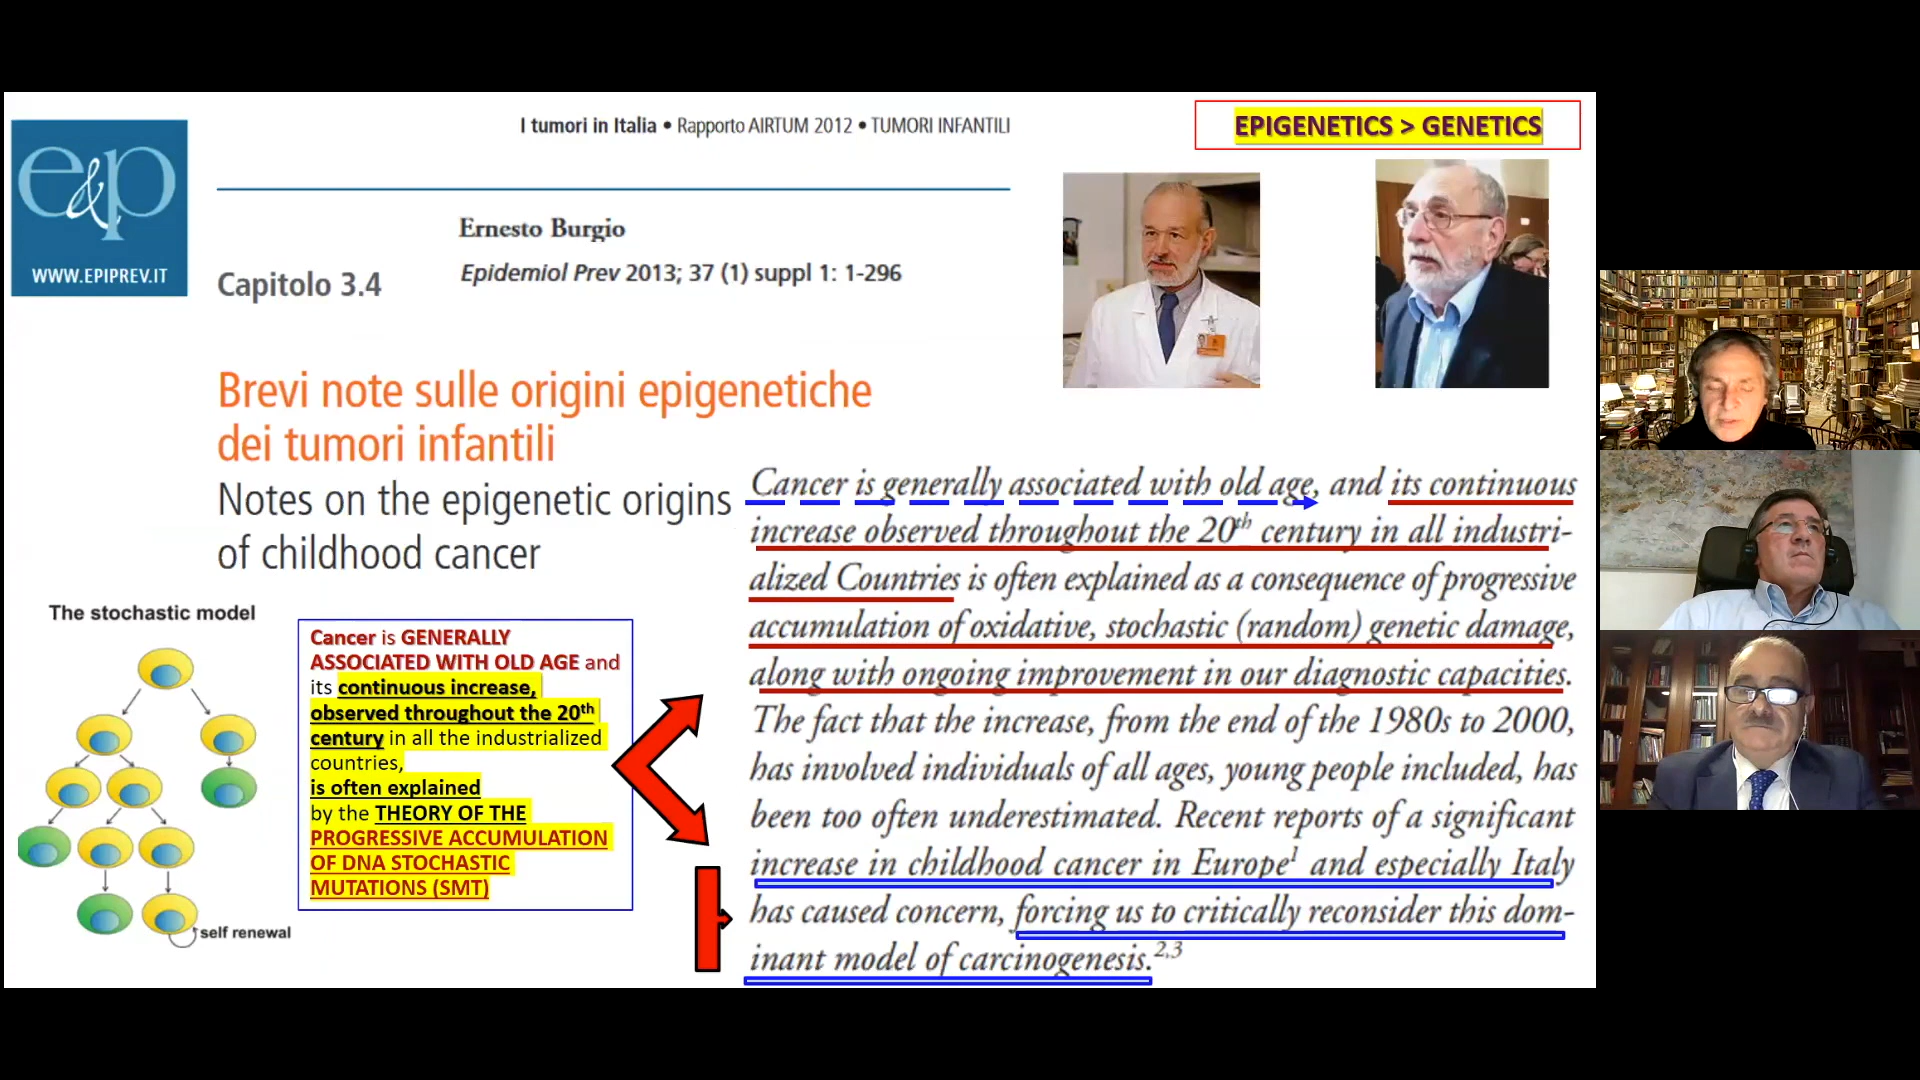 I tumori in Italia • Rapporto AIRTUM 2012 • TUMORI INFANTILI
EPIGENETICS > GENETICS
e&p
WWW.EPIPREV.IT
Ernesto Burgio
Capitolo 3.4
Epidemiol Prev 2013; 37 (1) suppl 1: 1-296
Brevi note sulle origini epigenetiche
dei tumori infantili
Notes on the epigenetic origins
of childhood cancer
The stochastic model
self renewal
Cancer is GENERALLY
ASSOCIATED WITH OLD AGE and
its continuous increase,
observed throughout the 20th
century in all the industrialized
countries,
is often explained
by the THEORY OF THE
PROGRESSIVE ACCUMULATION
OF DNA STOCHASTIC
MUTATIONS (SMT)
Cancer is generally associated with old age, and its continuous
increase observed throughout the 20th century in all industri-
alized Countries is often explained as a consequence of progressive
accumulation of oxidative, stochastic (random) genetic damage,
along with ongoing improvement in our diagnostic capacities.
The fact that the increase, from the end of the 1980s to 2000,
has involved individuals of all ages, young people included, has
been too often underestimated. Recent reports of a significant
increase in childhood cancer in Europe1 and especially Italy
has caused concern, forcing us to critically reconsider this dom-
inant model of carcinogenesis.2,3